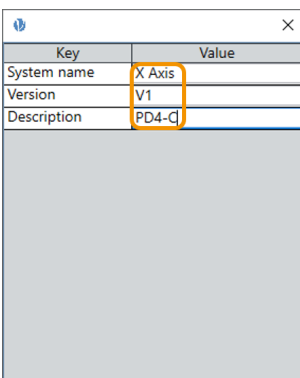 Key Value
System name X Axis
Version V1
Description PD4-C